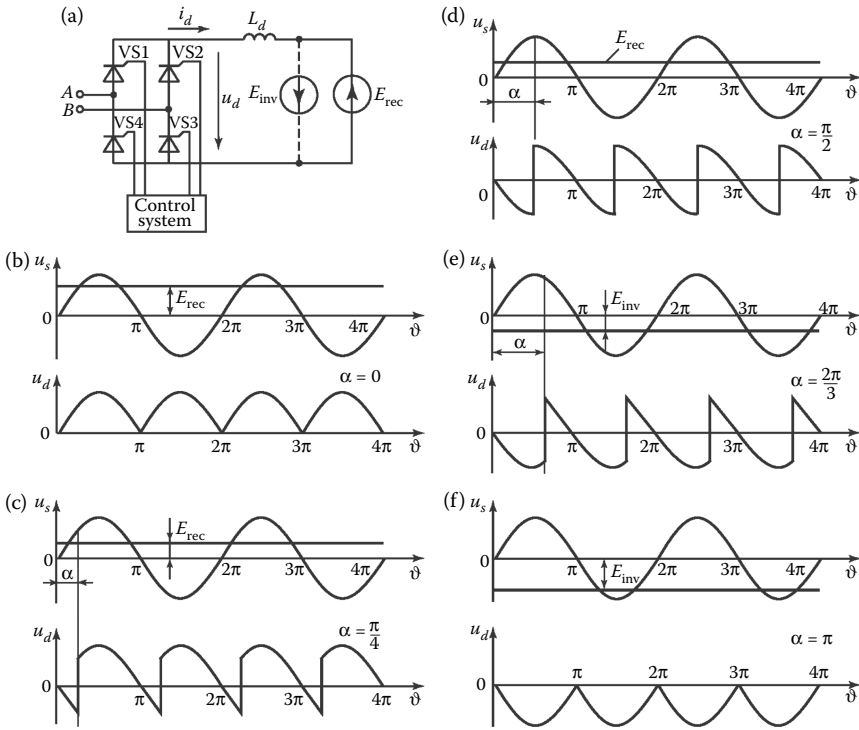 (a)
i_d
L_d
VS1
VS2
A
B
u_d
E_inv
E_rec
VS4
VS3
Control
system
(b)
u_s
E_rec
0
π
2π
3π
4π
ϑ
u_d
α = 0
0
π
2π
3π
4π
ϑ
(c)
u_s
E_rec
0
α
π
2π
3π
4π
ϑ
u_d
α = π/4
0
π
2π
3π
4π
ϑ
(d)
u_s
E_rec
0
π
2π
3π
4π
ϑ
α
u_d
α = π/2
0
π
2π
3π
4π
ϑ
(e)
u_s
E_inv
0
π
2π
3π
4π
ϑ
α
u_d
α = 2π/3
0
π
2π
3π
4π
ϑ
(f)
u_s
0
π
2π
3π
4π
ϑ
E_inv
u_d
α = π
0
π
2π
3π
4π
ϑ